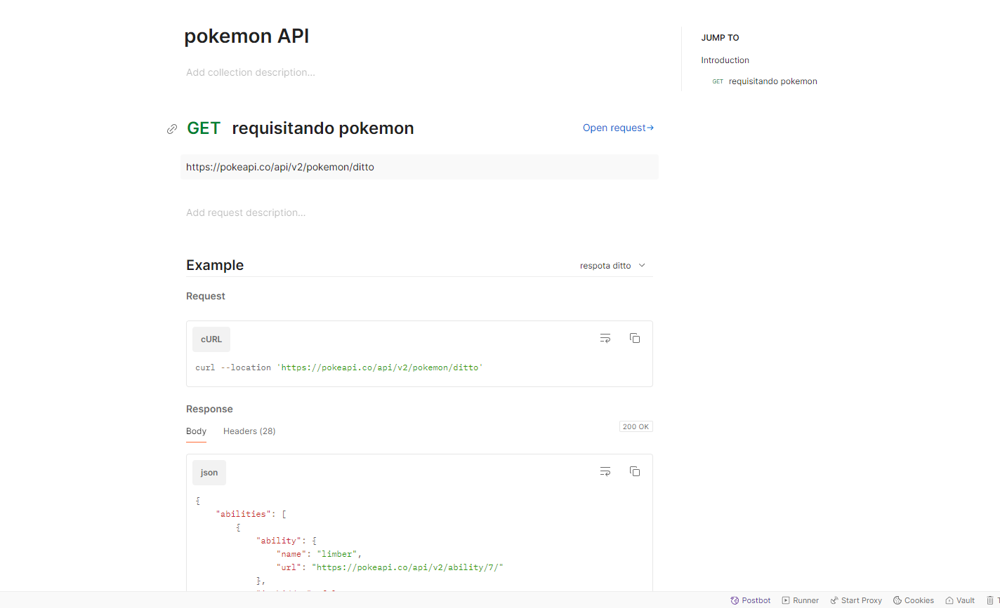 pokemon API
Add collection description...
JUMP TO
Introduction
GET requisitando pokemon
GET requisitando pokemon
Open request→
https://pokeapi.co/api/v2/pokemon/ditto
Add request description...
Example
respota ditto
Request
cURL
curl --location 'https://pokeapi.co/api/v2/pokemon/ditto'
Response
Body Headers (28)
200 OK
json
{
"abilities": [
{
"ability": {
"name": "limber",
"url": "https://pokeapi.co/api/v2/ability/7/"
},
Postbot Runner Start Proxy Cookies Vault